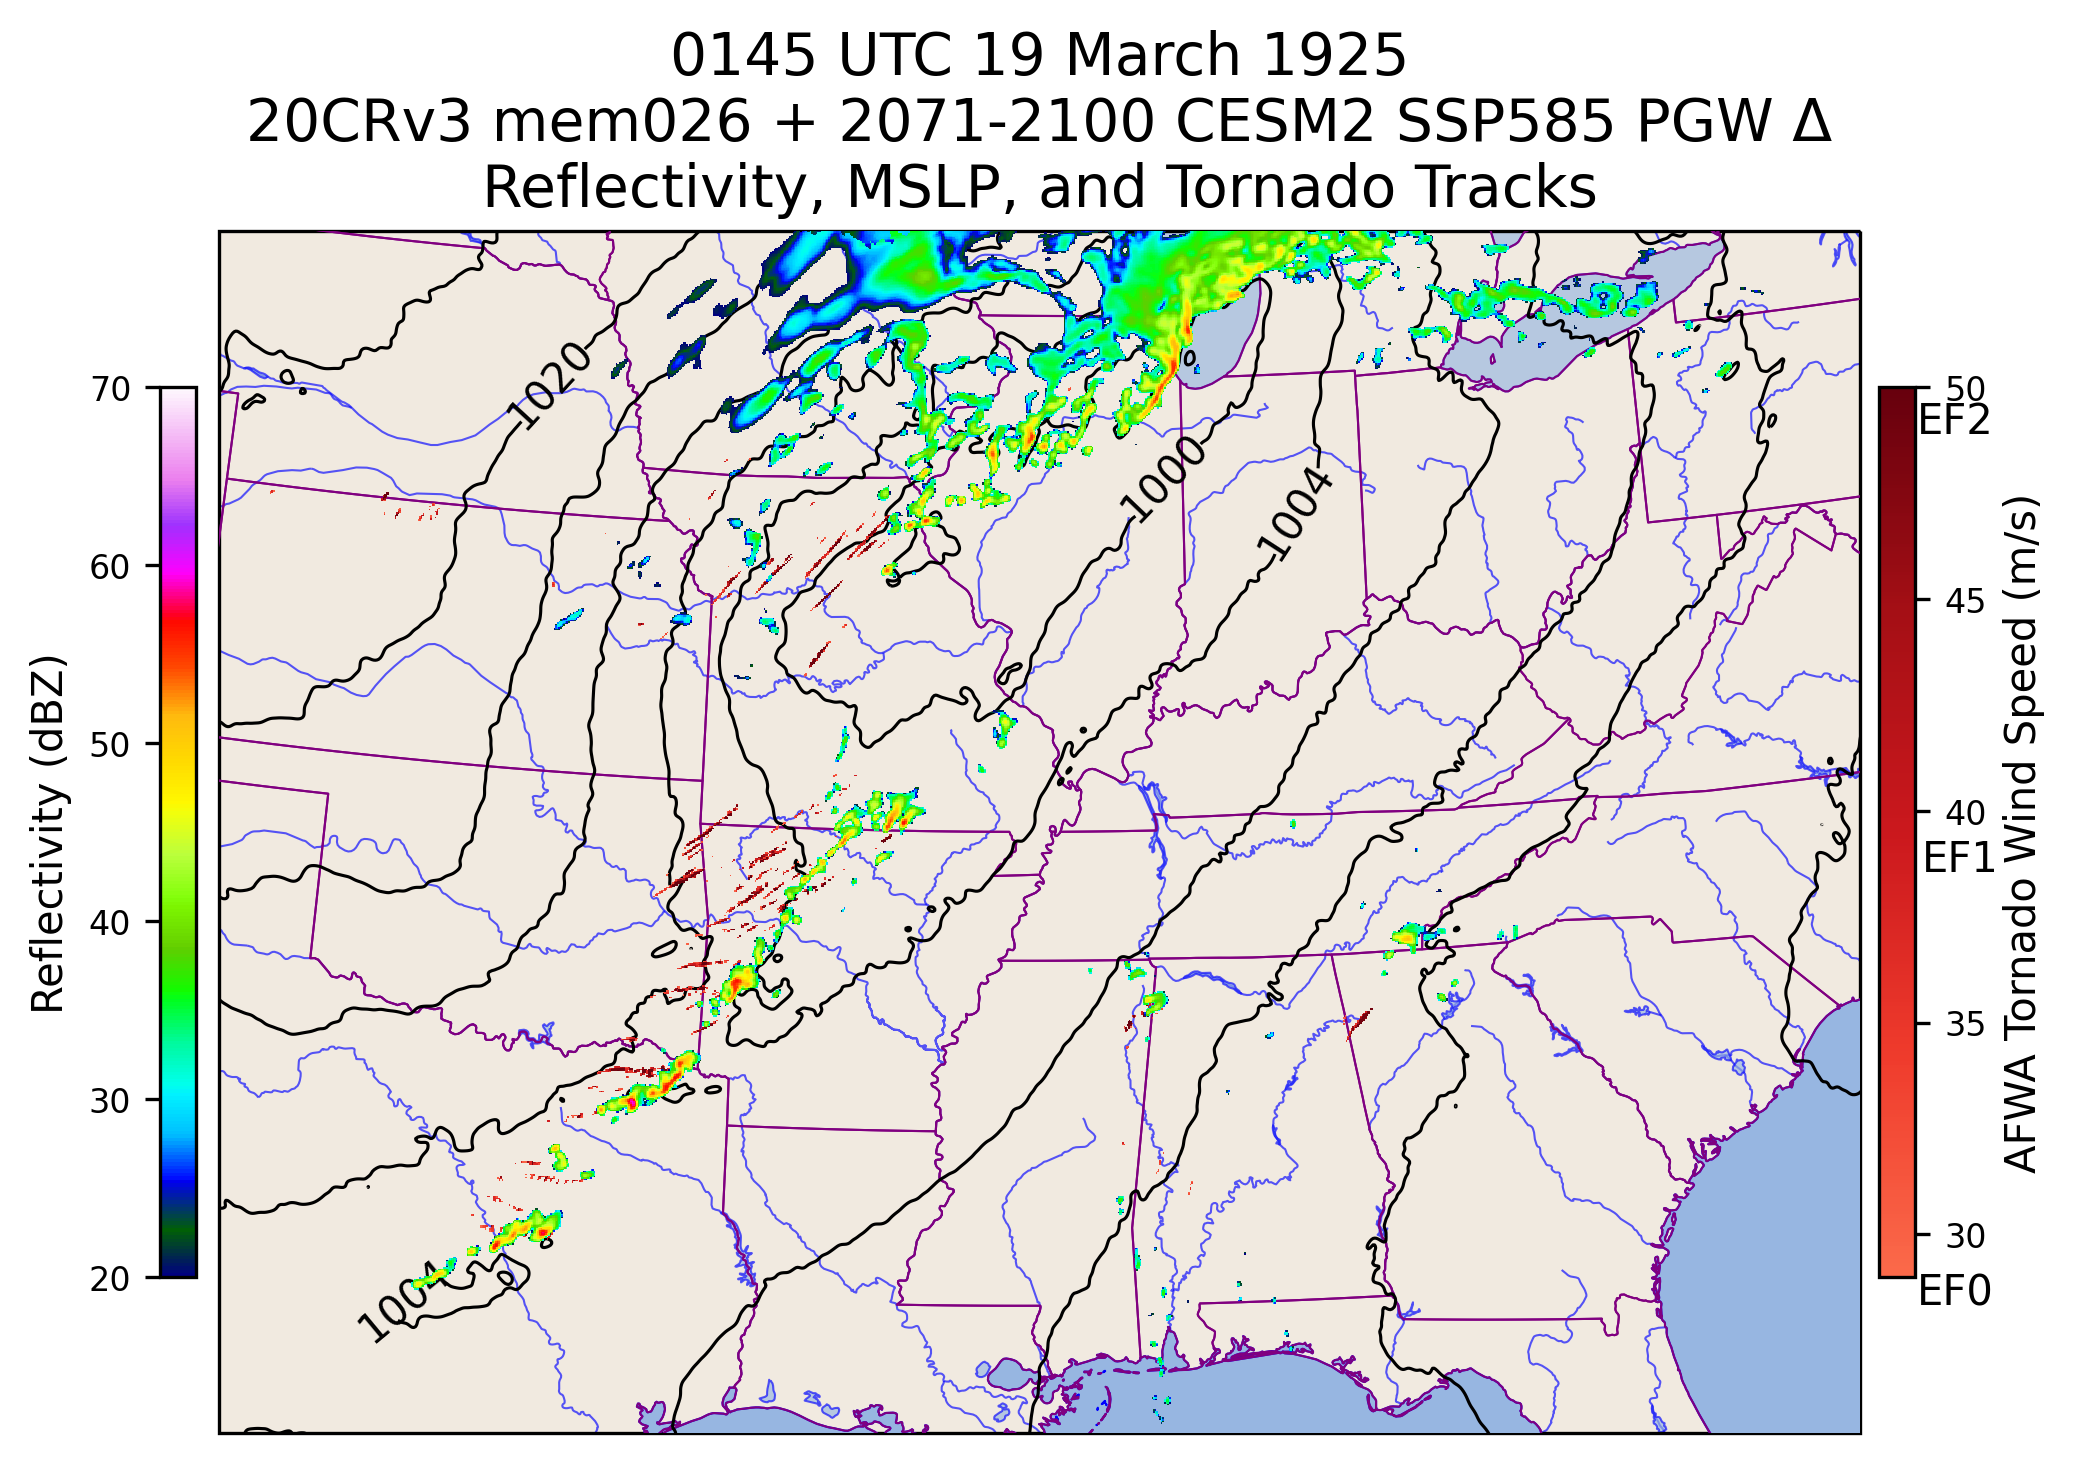 0145 UTC 19 March 1925
20CRv3 mem026 + 2071-2100 CESM2 SSP585 PGW Δ
Reflectivity, MSLP, and Tornado Tracks
Reflectivity (dBZ)
70
60
50
40
30
20
1020
1000
1004
1004
50
EF2
45
40
EF1
35
30
EF0
AFWA Tornado Wind Speed (m/s)